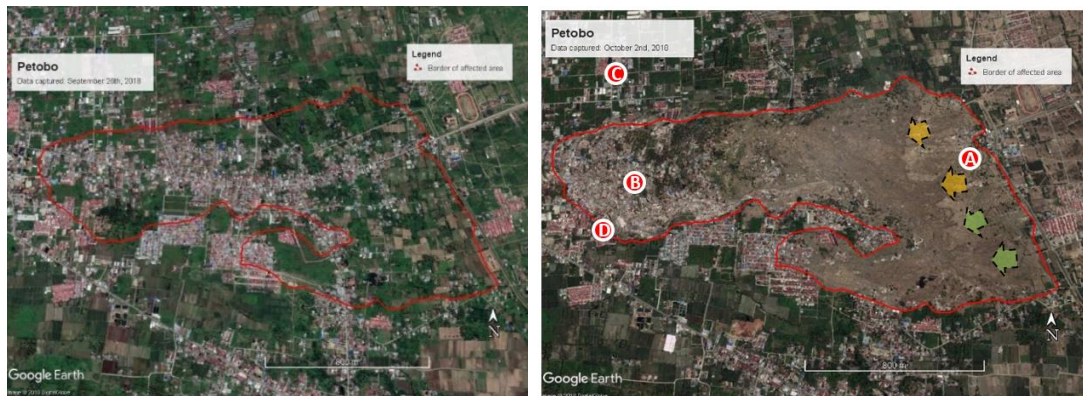 Petobo
Data captured: September 28th, 2018
Legend
Border of affected area
Google Earth
N
Petobo
Data captured: October 2nd, 2018
Legend
Border of affected area
C
A
B
D
Google Earth
800 m
N